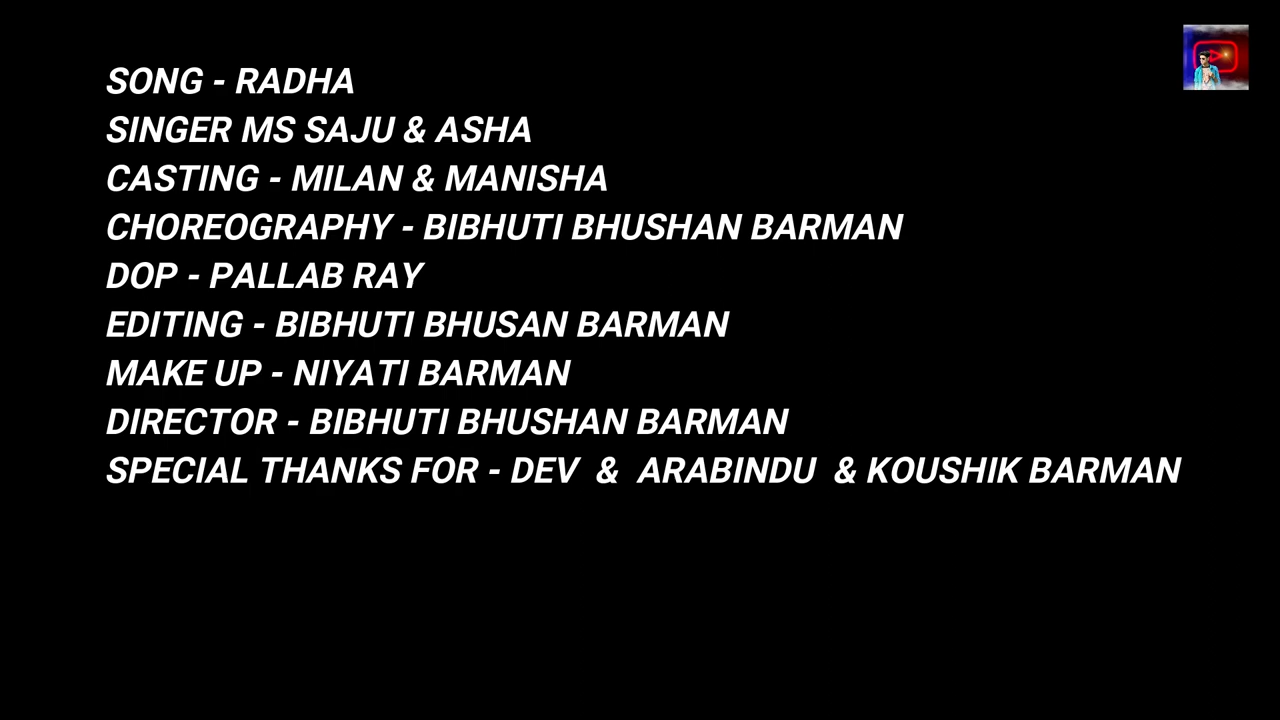 SONG - RADHA
SINGER MS SAJU & ASHA
CASTING - MILAN & MANISHA
CHOREOGRAPHY - BIBHUTI BHUSHAN BARMAN
DOP - PALLAB RAY
EDITING - BIBHUTI BHUSAN BARMAN
MAKE UP - NIYATI BARMAN
DIRECTOR - BIBHUTI BHUSHAN BARMAN
SPECIAL THANKS FOR - DEV & ARABINDU & KOUSHIK BARMAN